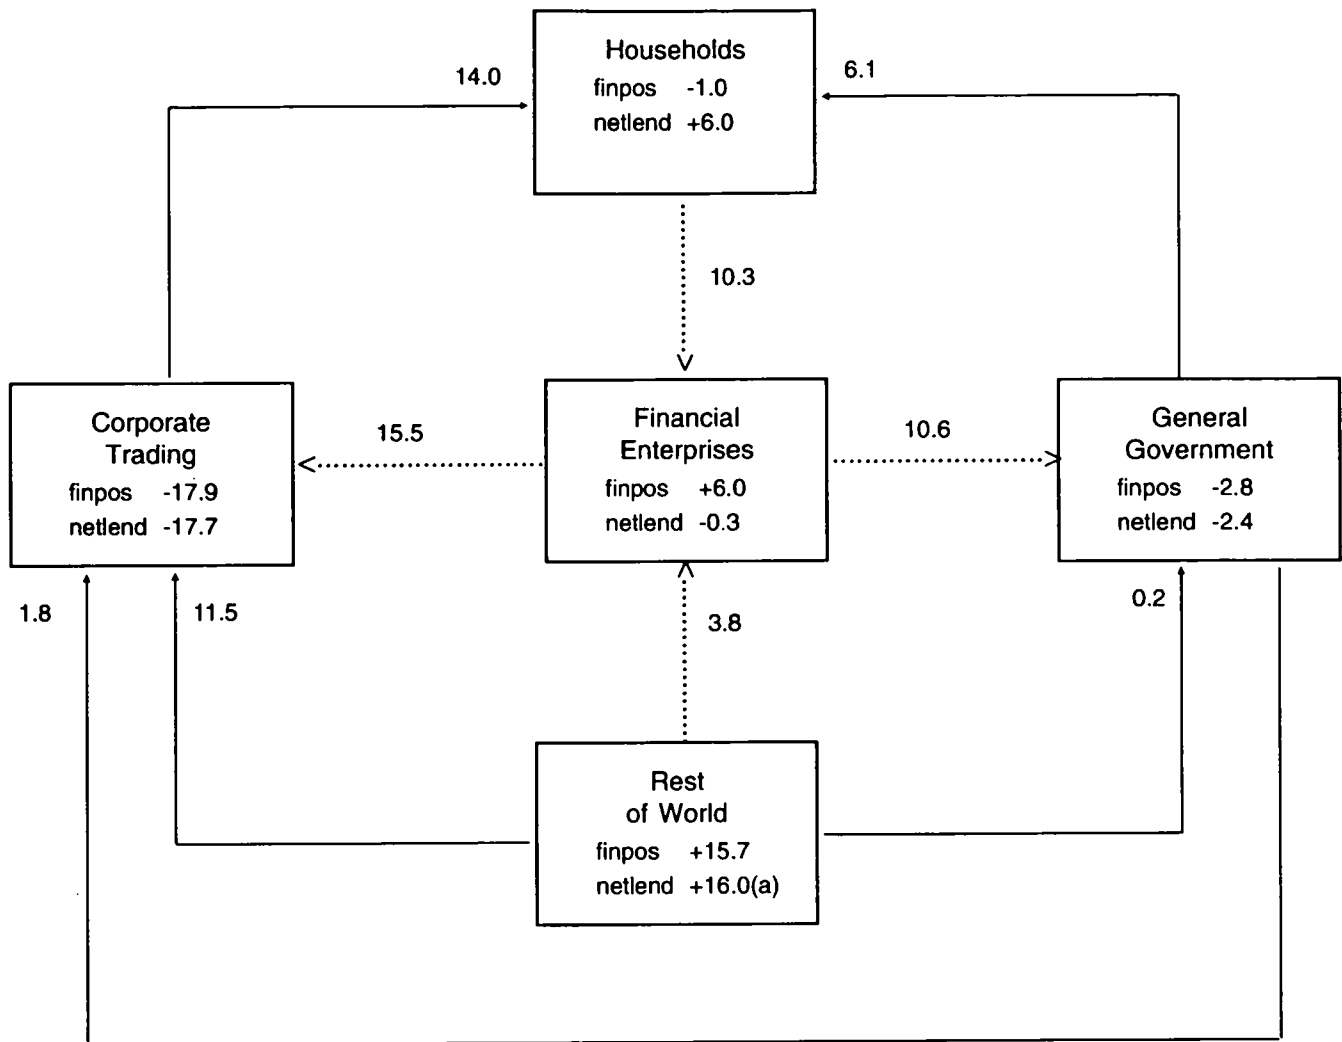 Households
finpos -1.0
netlend +6.0
14.0
6.1
10.3
Corporate
Trading
finpos -17.9
netlend -17.7
15.5
Financial
Enterprises
finpos +6.0
netlend -0.3
10.6
General
Government
finpos -2.8
netlend -2.4
1.8
11.5
3.8
0.2
Rest
of World
finpos +15.7
netlend +16.0(a)